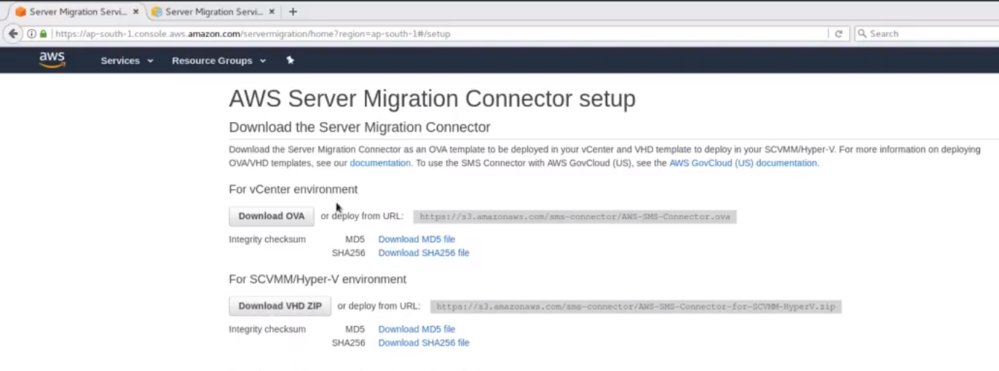 Server Migration Servi... × Server Migration Servi... × +
https://ap-south-1.console.aws.amazon.com/servermigration/home?region=ap-south-1#/setup Search
aws Services Resource Groups
AWS Server Migration Connector setup
Download the Server Migration Connector
Download the Server Migration Connector as an OVA template to be deployed in your vCenter and VHD template to deploy in your SCVMM/Hyper-V. For more information on deploying
OVA/VHD templates, see our documentation. To use the SMS Connector with AWS GovCloud (US), see the AWS GovCloud (US) documentation.
For vCenter environment
Download OVA or deploy from URL: https://s3.amazonaws.com/sms-connector/AWS-SMS-Connector.ova
Integrity checksum MD5 Download MD5 file
SHA256 Download SHA256 file
For SCVMM/Hyper-V environment
Download VHD ZIP or deploy from URL: https://s3.amazonaws.com/sms-connector/AWS-SMS-Connector-for-SCVMM-HyperV.zip
Integrity checksum MD5 Download MD5 file
SHA256 Download SHA256 file